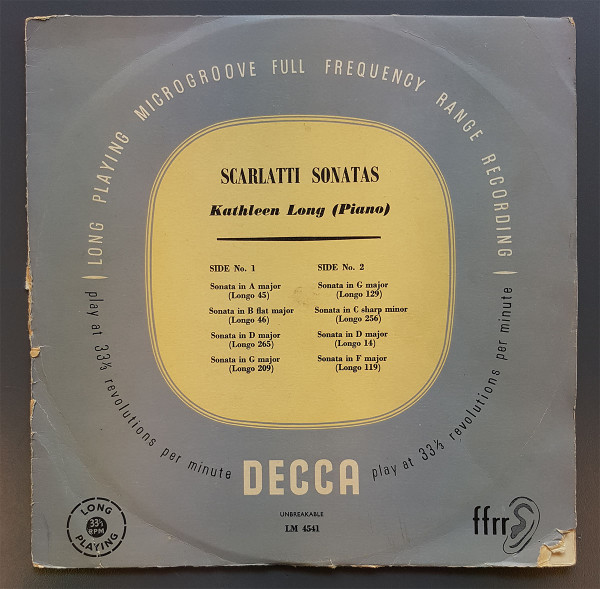 LONG PLAYING MICROGROOVE FULL FREQUENCY RANGE RECORDING
SCARLATTI SONATAS
Kathleen Long (Piano)
SIDE No. 1
Sonata in A major
(Longo 45)
Sonata in B flat major
(Longo 46)
Sonata in D major
(Longo 265)
Sonata in G major
(Longo 209)
SIDE No. 2
Sonata in G major
(Longo 129)
Sonata in C sharp minor
(Longo 256)
Sonata in D major
(Longo 14)
Sonata in F major
(Longo 119)
play at 33⅓ revolutions per minute
DECCA
play at 33⅓ revolutions per minute
UNBREAKABLE
LM 4541
LONG
33⅓
RPM
PLAYING
ffrr